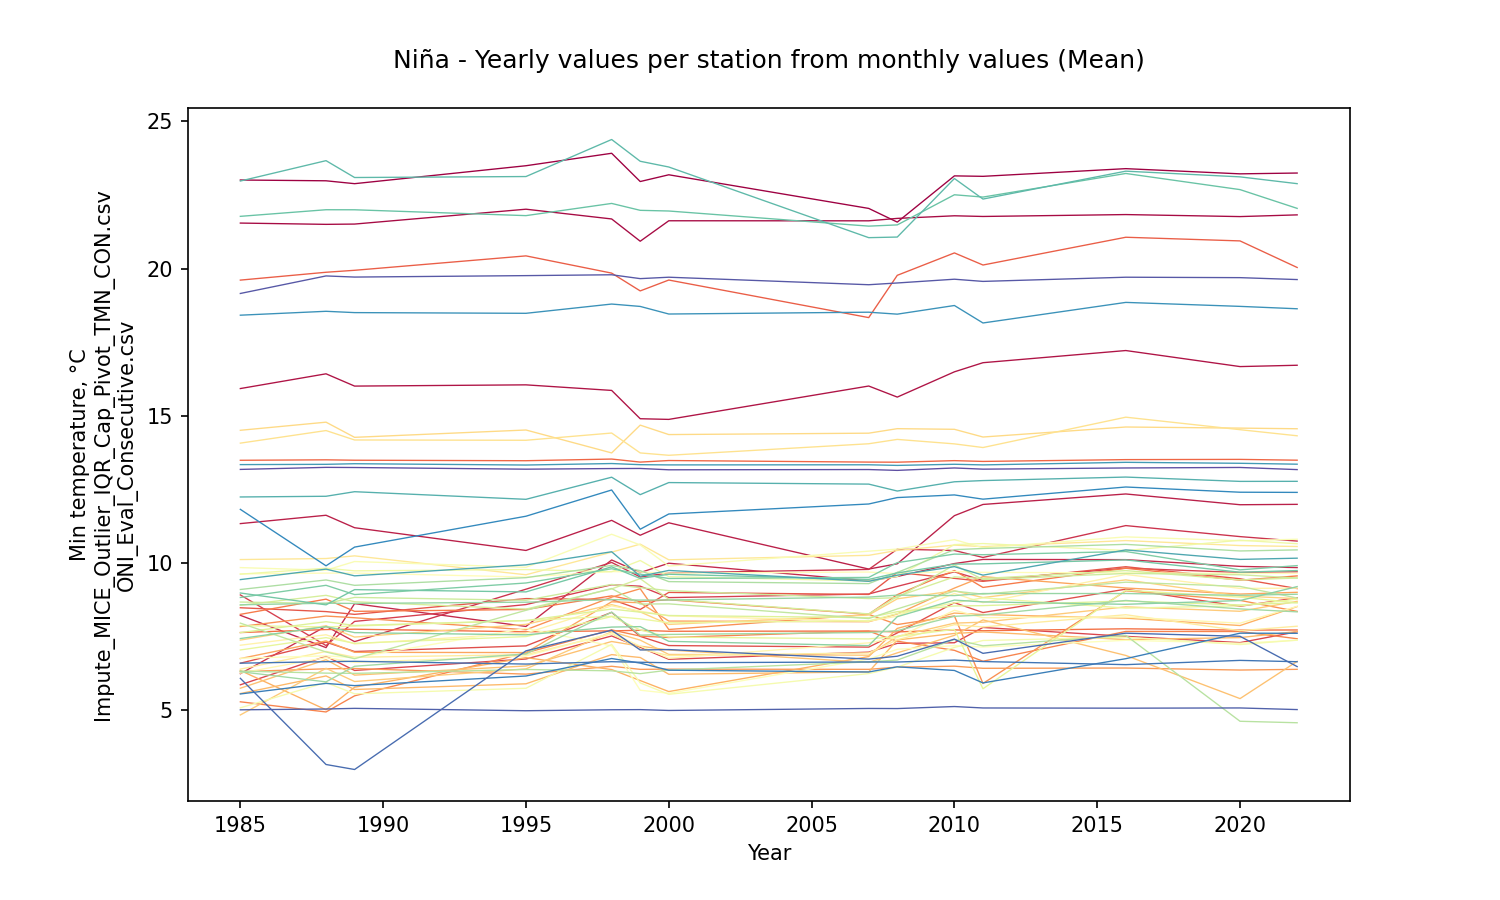 Niña - Yearly values per station from monthly values (Mean)
Min temperature, °C
Impute_MICE_Outlier_IQR_Cap_Pivot_TMN_CON.csv
ONI_Eval_Consecutive.csv
25
20
15
10
5
1985 1990 1995 2000 2005 2010 2015 2020
Year